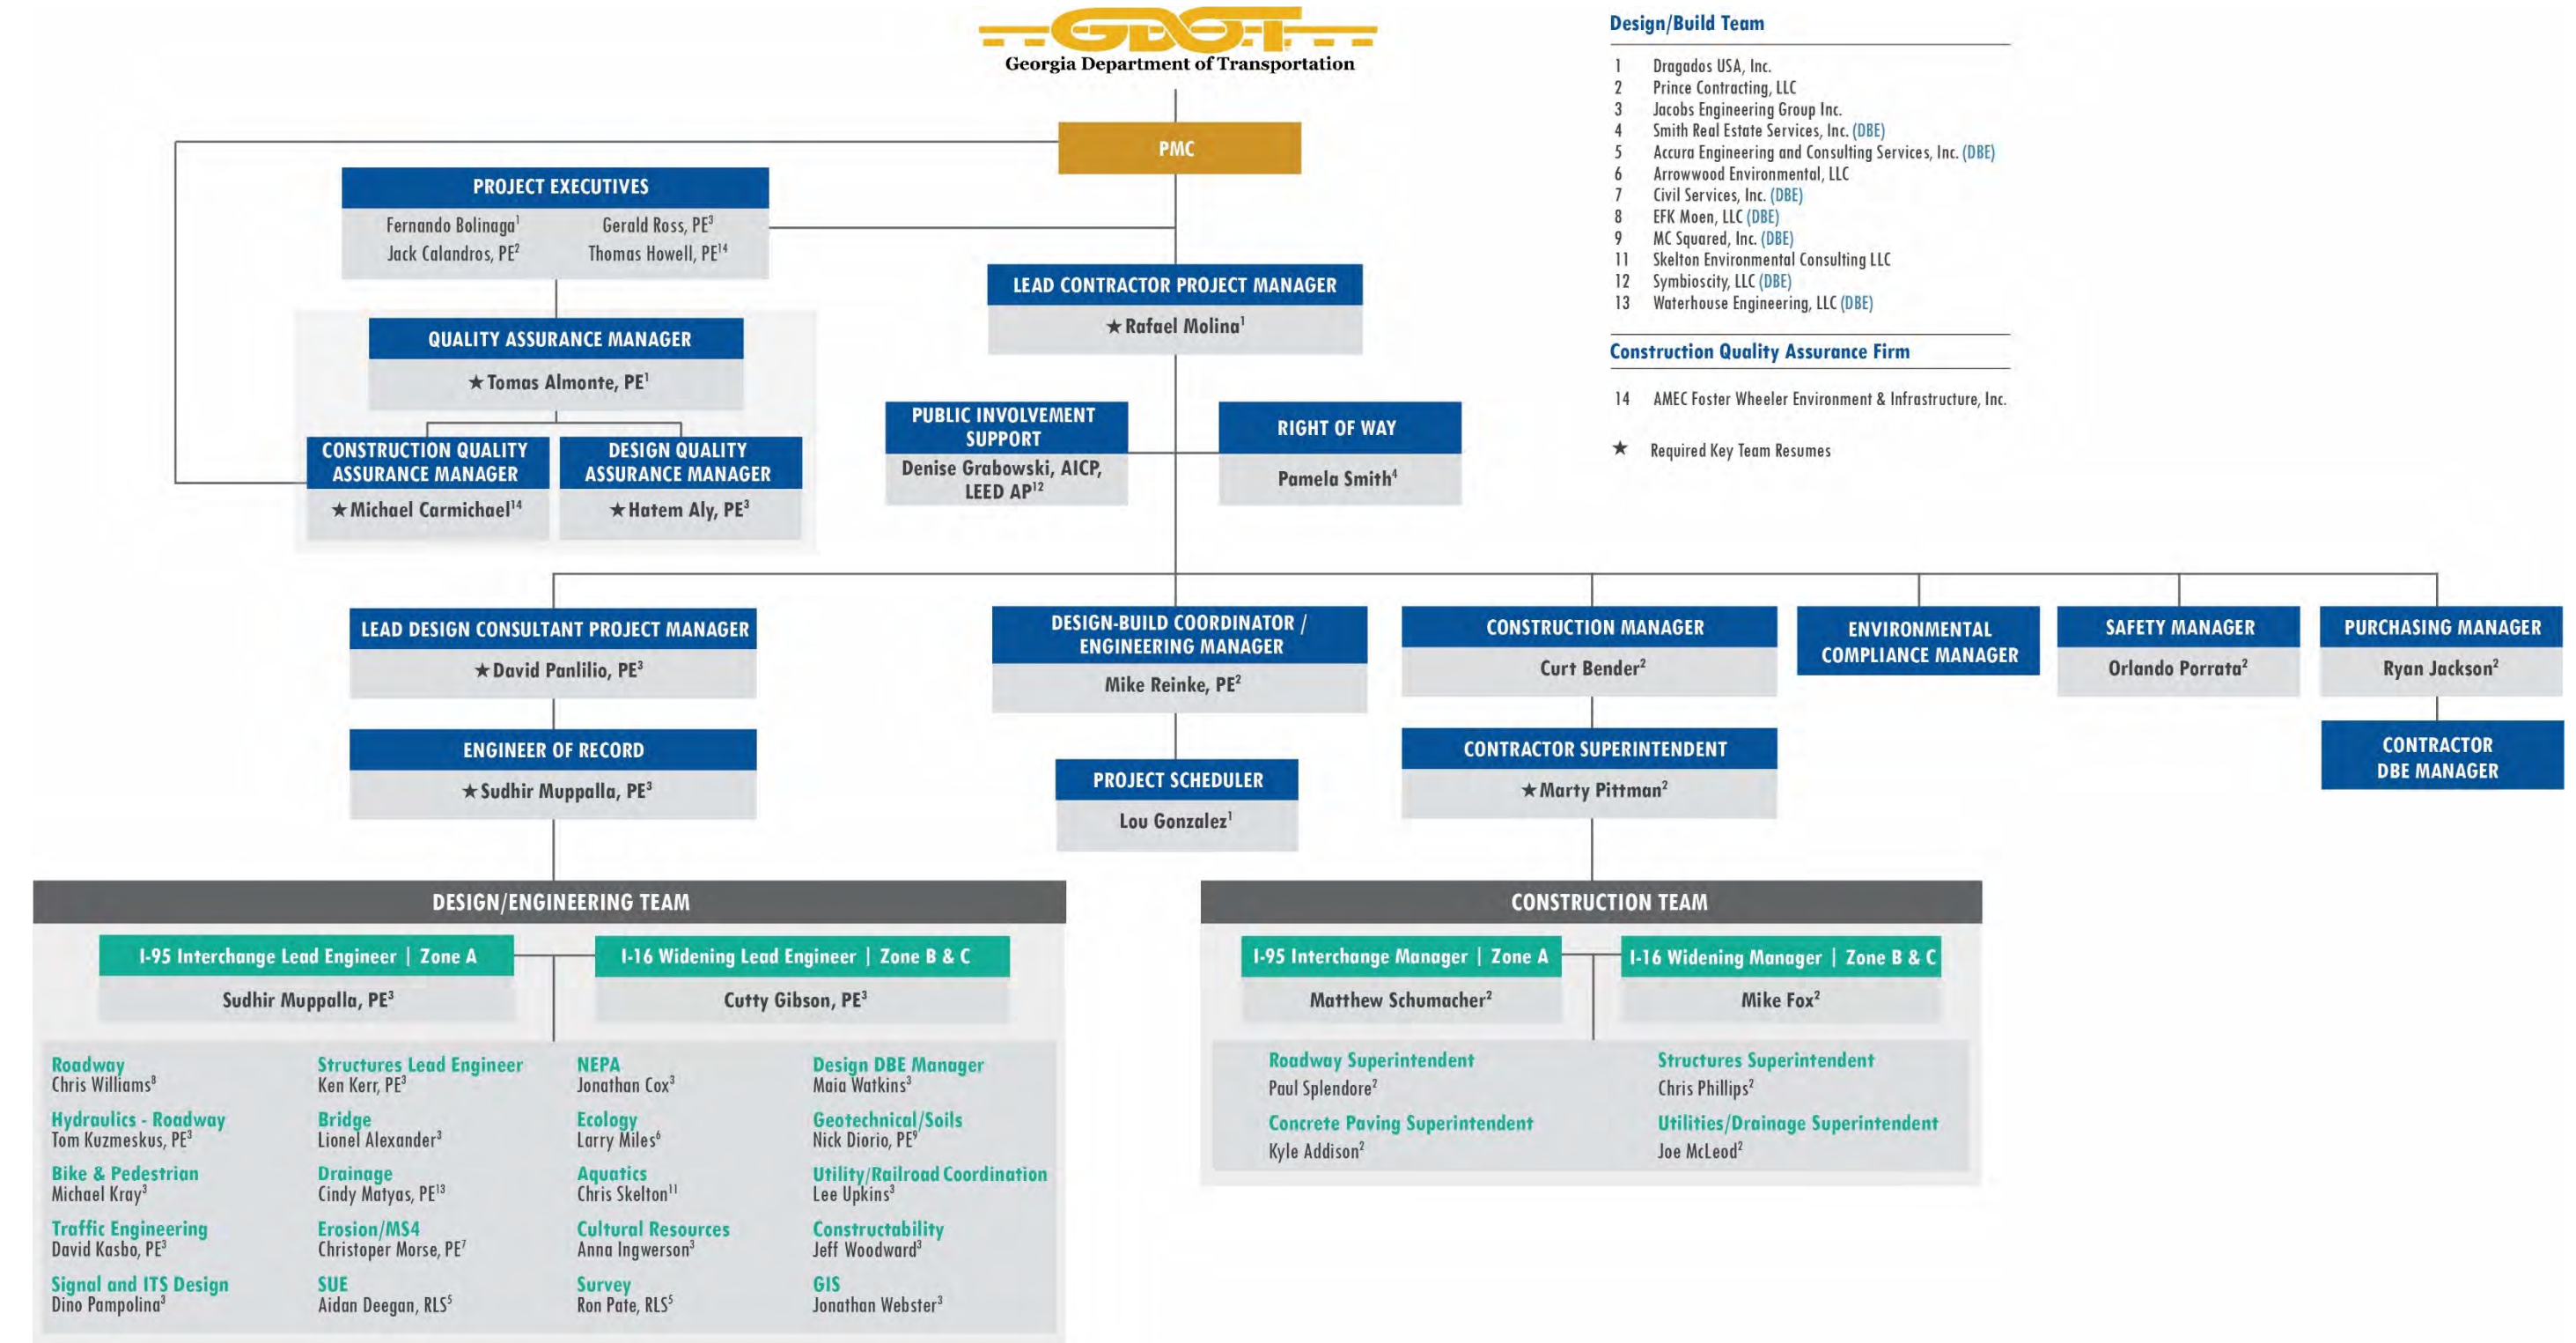 GDOT
Georgia Department of Transportation
PMC
PROJECT EXECUTIVES
Fernando Bolinaga¹ Gerald Ross, PE³
Jack Calandros, PE² Thomas Howell, PE¹⁴
LEAD CONTRACTOR PROJECT MANAGER
★ Rafael Molina¹
QUALITY ASSURANCE MANAGER
★ Tomas Almonte, PE¹
CONSTRUCTION QUALITY
ASSURANCE MANAGER
★ Michael Carmichael¹⁴
DESIGN QUALITY
ASSURANCE MANAGER
★ Hatem Aly, PE³
PUBLIC INVOLVEMENT
SUPPORT
Denise Grabowski, AICP,
LEED AP¹²
RIGHT OF WAY
Pamela Smith⁴
Design/Build Team
1 Dragados USA, Inc.
2 Prince Contracting, LLC
3 Jacobs Engineering Group Inc.
4 Smith Real Estate Services, Inc. (DBE)
5 Accura Engineering and Consulting Services, Inc. (DBE)
6 Arrowwood Environmental, LLC
7 Civil Services, Inc. (DBE)
8 EFK Moen, LLC (DBE)
9 MC Squared, Inc. (DBE)
11 Skelton Environmental Consulting LLC
12 Symbioscity, LLC (DBE)
13 Waterhouse Engineering, LLC (DBE)
Construction Quality Assurance Firm
14 AMEC Foster Wheeler Environment & Infrastructure, Inc.
★ Required Key Team Resumes
LEAD DESIGN CONSULTANT PROJECT MANAGER
★ David Panlilio, PE³
ENGINEER OF RECORD
★ Sudhir Muppalla, PE³
DESIGN-BUILD COORDINATOR /
ENGINEERING MANAGER
Mike Reinke, PE²
PROJECT SCHEDULER
Lou Gonzalez¹
CONSTRUCTION MANAGER
Curt Bender²
CONTRACTOR SUPERINTENDENT
★ Marty Pittman²
ENVIRONMENTAL
COMPLIANCE MANAGER
SAFETY MANAGER
Orlando Porrata²
PURCHASING MANAGER
Ryan Jackson²
CONTRACTOR
DBE MANAGER
DESIGN/ENGINEERING TEAM
I-95 Interchange Lead Engineer | Zone A
Sudhir Muppalla, PE³
I-16 Widening Lead Engineer | Zone B & C
Cutty Gibson, PE³
Roadway
Chris Williams⁸
Hydraulics - Roadway
Tom Kuzmeskus, PE³
Bike & Pedestrian
Michael Kray³
Traffic Engineering
David Kasbo, PE³
Signal and ITS Design
Dino Pampolina³
Structures Lead Engineer
Ken Kerr, PE³
Bridge
Lionel Alexander³
Drainage
Cindy Matyas, PE¹³
Erosion/MS4
Christoper Morse, PE⁷
SUE
Aidan Deegan, RLS⁵
NEPA
Jonathan Cox³
Ecology
Larry Miles⁶
Aquatics
Chris Skelton¹¹
Cultural Resources
Anna Ingwerson³
Survey
Ron Pate, RLS⁵
Design DBE Manager
Maia Watkins³
Geotechnical/Soils
Nick Diorio, PE⁹
Utility/Railroad Coordination
Lee Upkins³
Constructability
Jeff Woodward³
GIS
Jonathan Webster³
CONSTRUCTION TEAM
I-95 Interchange Manager | Zone A
Matthew Schumacher²
I-16 Widening Manager | Zone B & C
Mike Fox²
Roadway Superintendent
Paul Splendore²
Concrete Paving Superintendent
Kyle Addison²
Structures Superintendent
Chris Phillips²
Utilities/Drainage Superintendent
Joe McLeod²